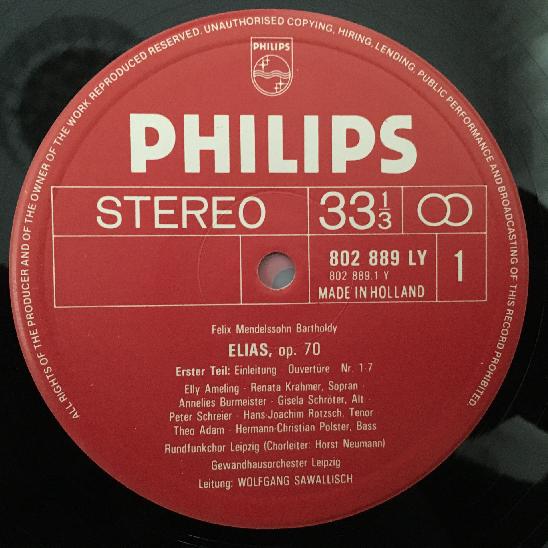 ALL RIGHTS OF THE PRODUCER AND OF THE OWNER OF THE WORK REPRODUCED RESERVED. UNAUTHORISED COPYING, HIRING, LENDING, PUBLIC PERFORMANCE AND BROADCASTING OF THIS RECORD PROHIBITED
PHILIPS
PHILIPS
STEREO 33 1/3
802 889 LY 1
802 889.1 Y
MADE IN HOLLAND
Felix Mendelssohn Bartholdy
ELIAS, op. 70
Erster Teil: Einleitung · Ouvertüre · Nr. 1-7
Elly Ameling · Renate Krahmer, Sopran ·
Annelies Burmeister · Gisela Schröter, Alt ·
Peter Schreier · Hans-Joachim Rotzsch, Tenor
Theo Adam · Hermann-Christian Polster, Bass
Rundfunkchor Leipzig (Chorleiter: Horst Neumann)
Gewandhausorchester Leipzig
Leitung: WOLFGANG SAWALLISCH